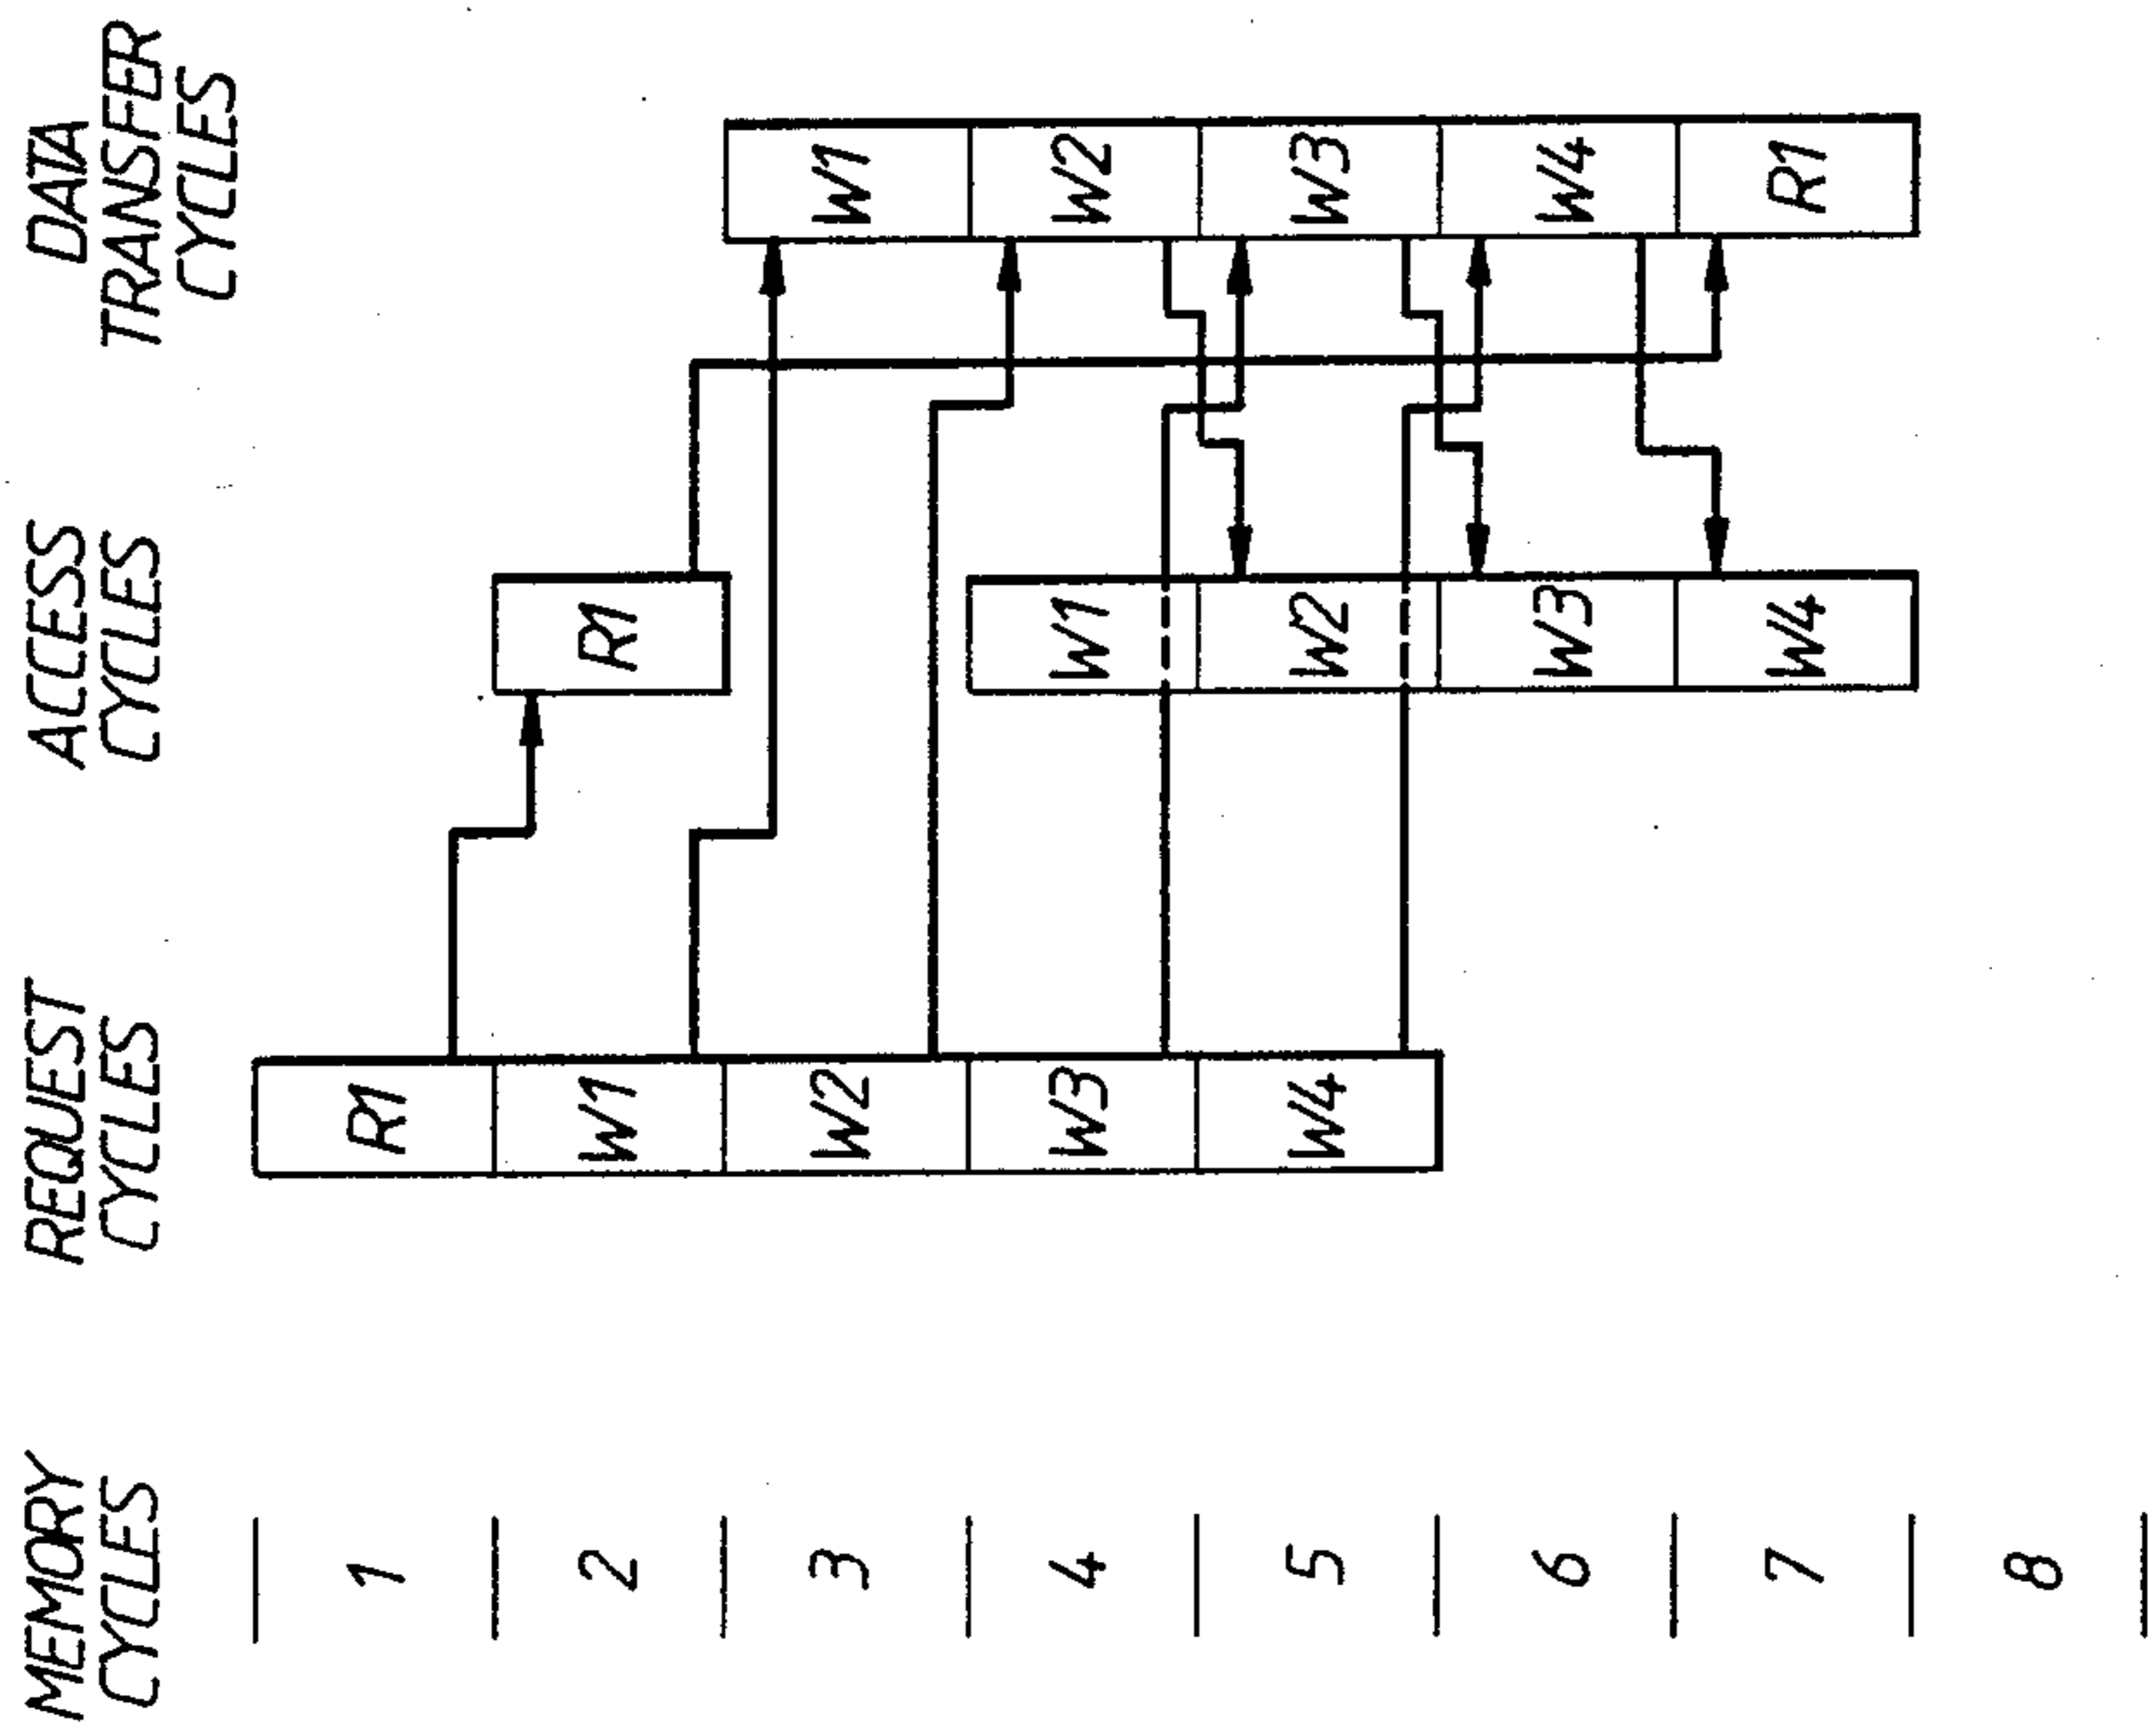 MEMORY
CYCLES
1
2
3
4
5
6
7
8
REQUEST
CYCLES
R1
W1
W2
W3
W4
ACCESS
CYCLES
R1
W1
W2
W3
W4
DATA
TRANSFER
CYCLES
W1
W2
W3
W4
R1